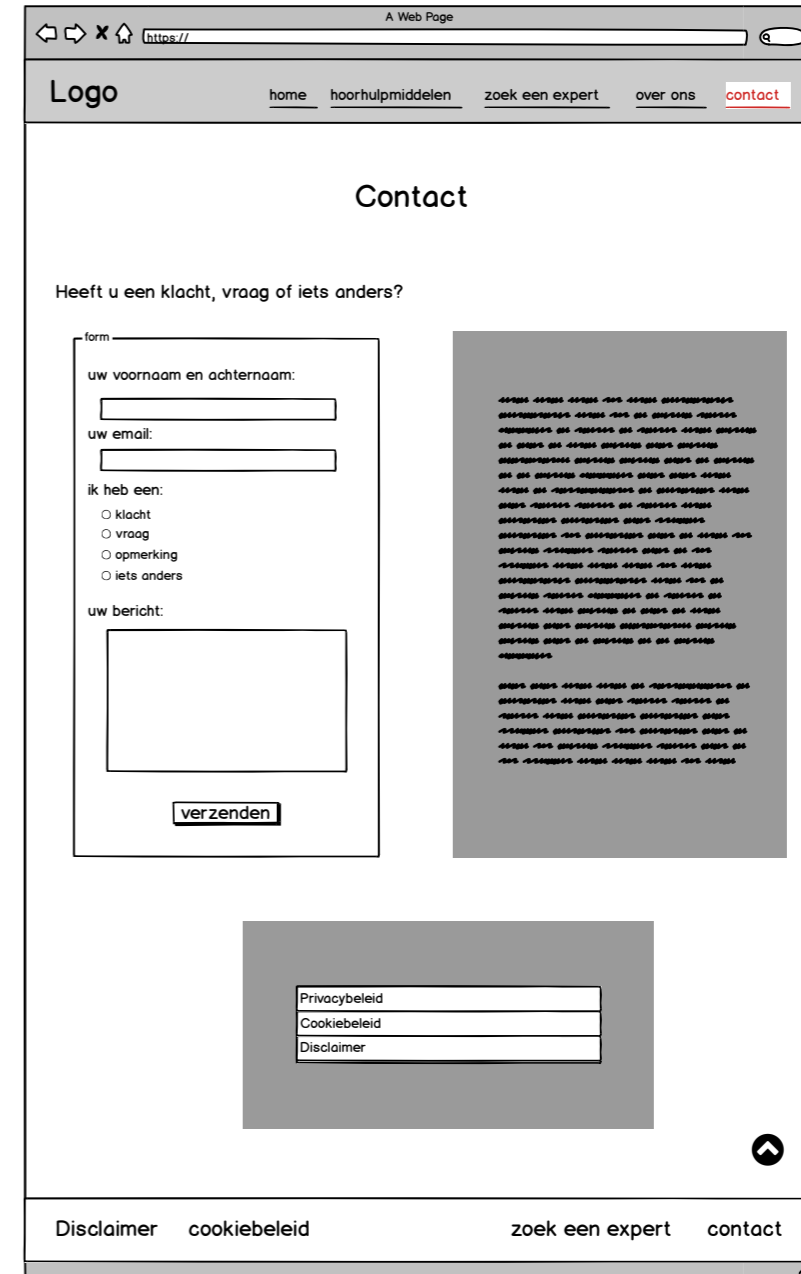 A Web Page
https://
Logo
home hoorhulpmiddelen zoek een expert over ons contact
Contact
Heeft u een klacht, vraag of iets anders?
form
uw voornaam en achternaam:
uw email:
ik heb een:
klacht
vraag
opmerking
iets anders
uw bericht:
verzenden
Privacybeleid
Cookiebeleid
Disclaimer
Disclaimer cookiebeleid zoek een expert contact